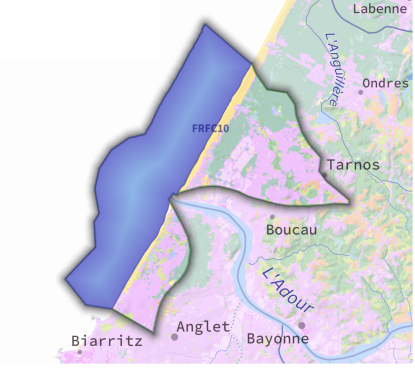 Labenne
L'Anguillère
Ondres
FRFC10
Tarnos
Boucau
L'Adour
Anglet
Bayonne
Biarritz